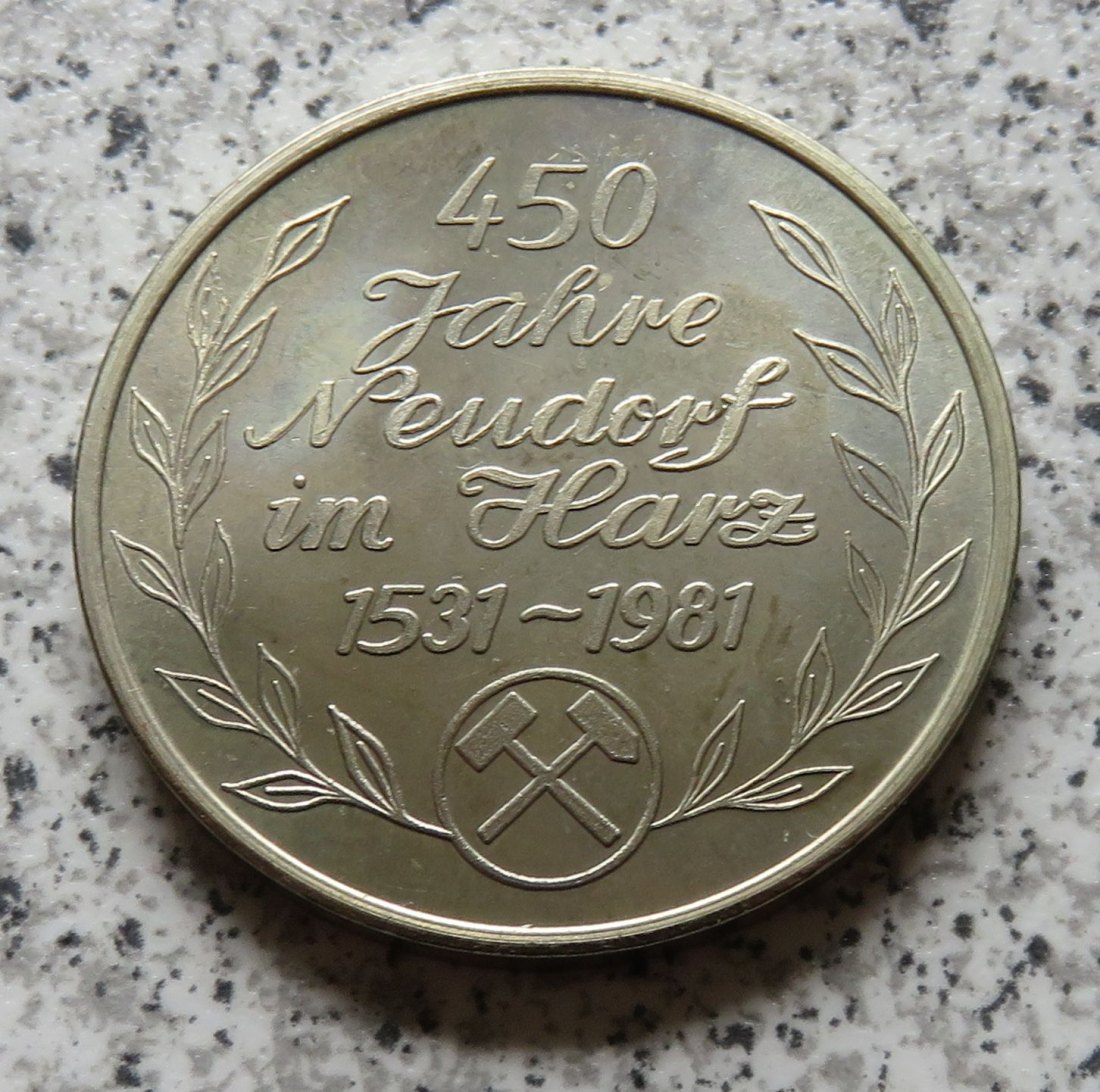 450
Jahre
Neudorf
im Harz
1531~1981